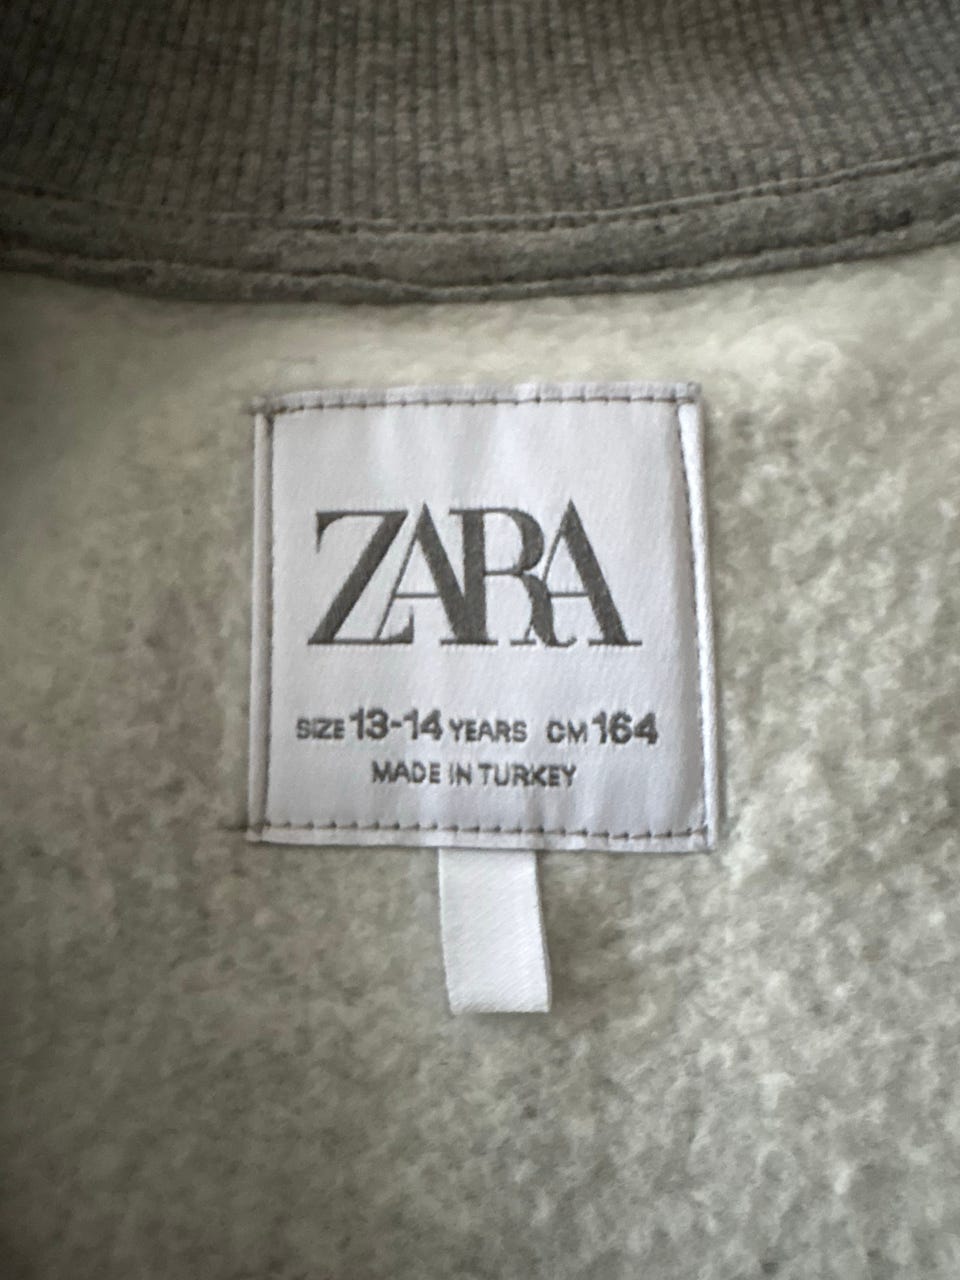 ZARA
SIZE 13-14 YEARS CM 164
MADE IN TURKEY